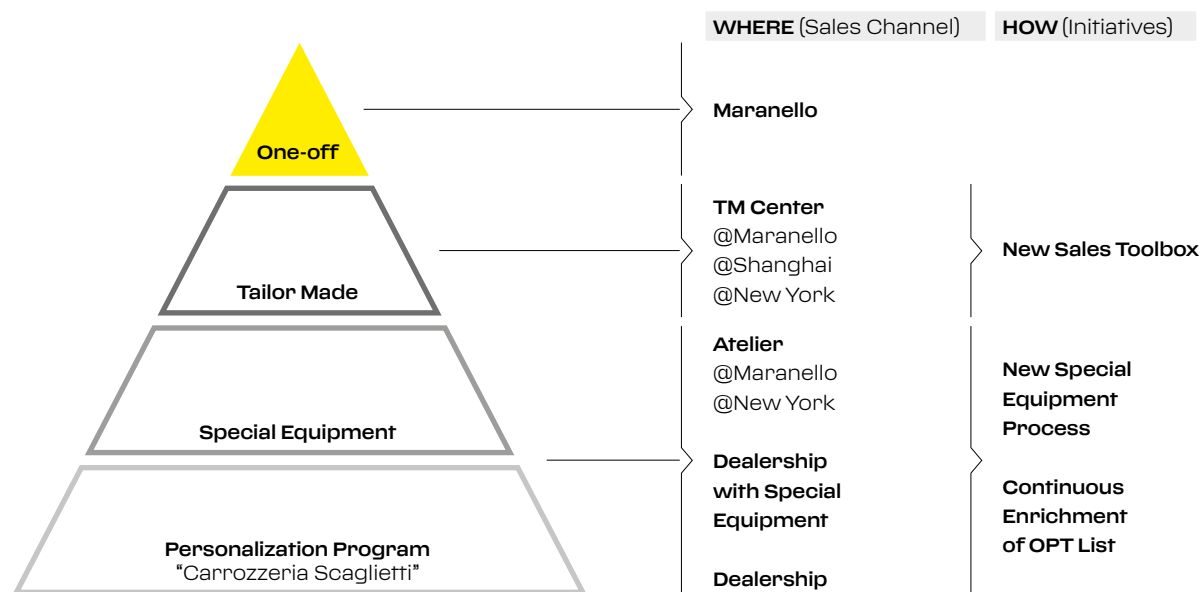 WHERE (Sales Channel)
HOW (Initiatives)
One-off
Maranello
Tailor Made
TM Center
@Maranello
@Shanghai
@New York
New Sales Toolbox
Special Equipment
Personalization Program
“Carrozzeria Scaglietti”
Atelier
@Maranello
@New York
Dealership
with Special
Equipment
Dealership
New Special
Equipment
Process
Continuous
Enrichment
of OPT List